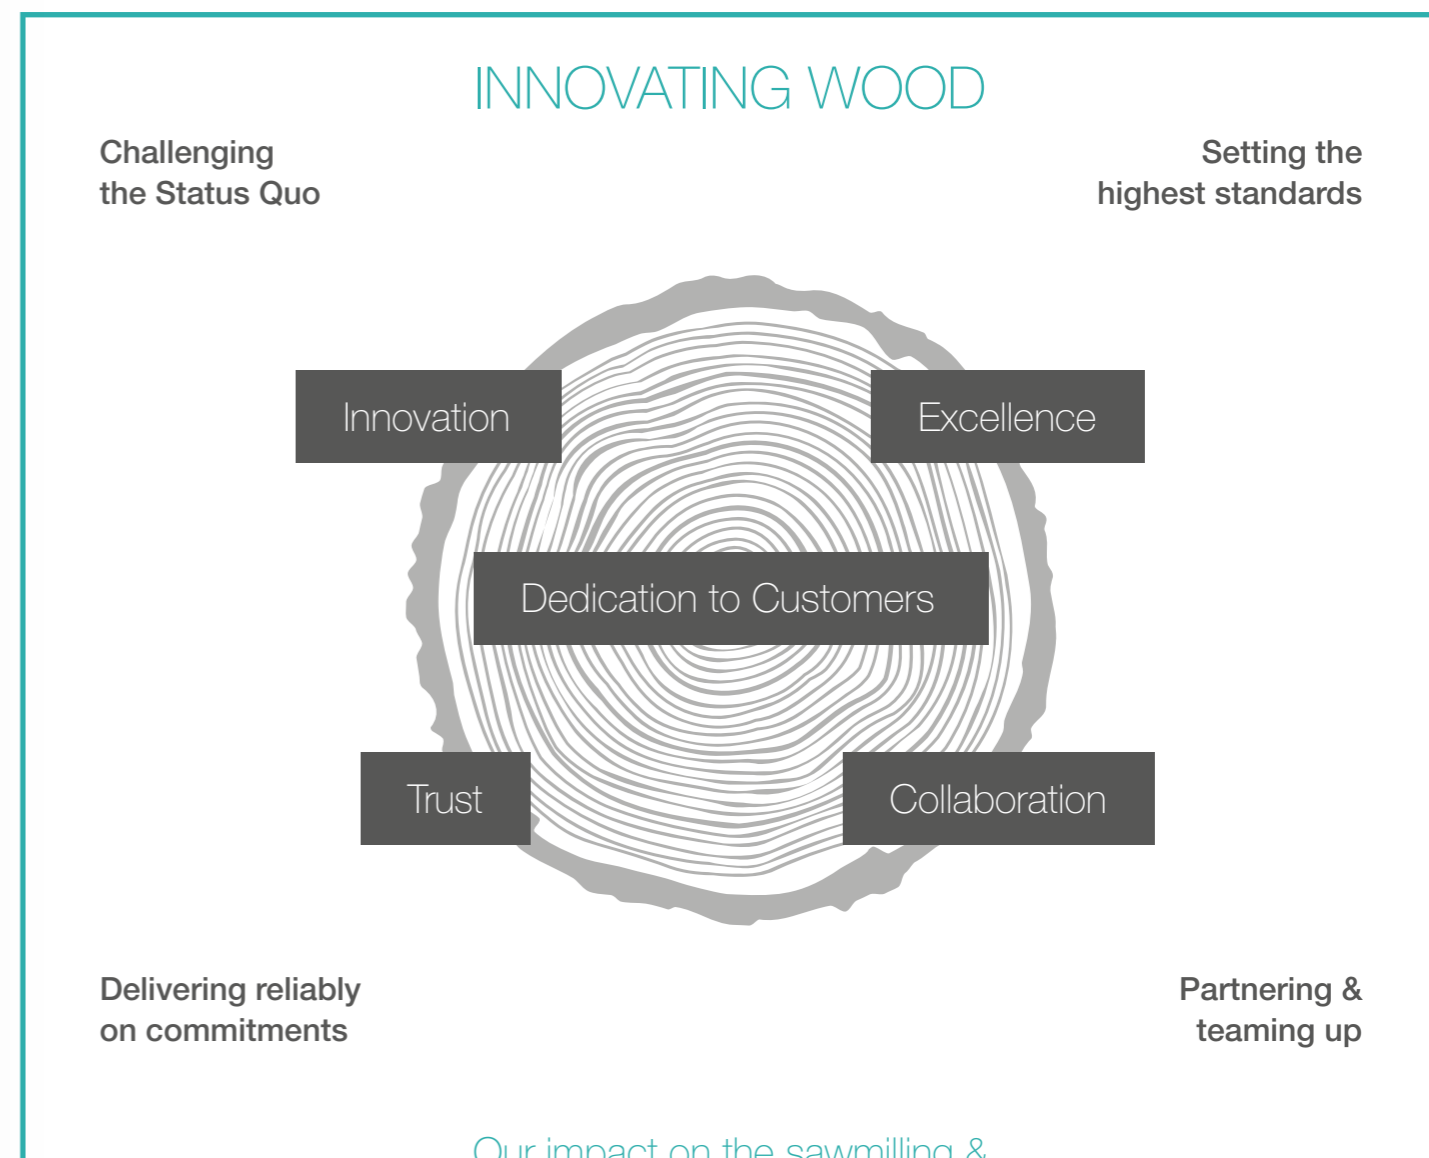 INNOVATING WOOD
Challenging
the Status Quo
Setting the
highest standards
Innovation
Excellence
Dedication to Customers
Trust
Collaboration
Delivering reliably
on commitments
Partnering &
teaming up
Our impact on the sawmilling &